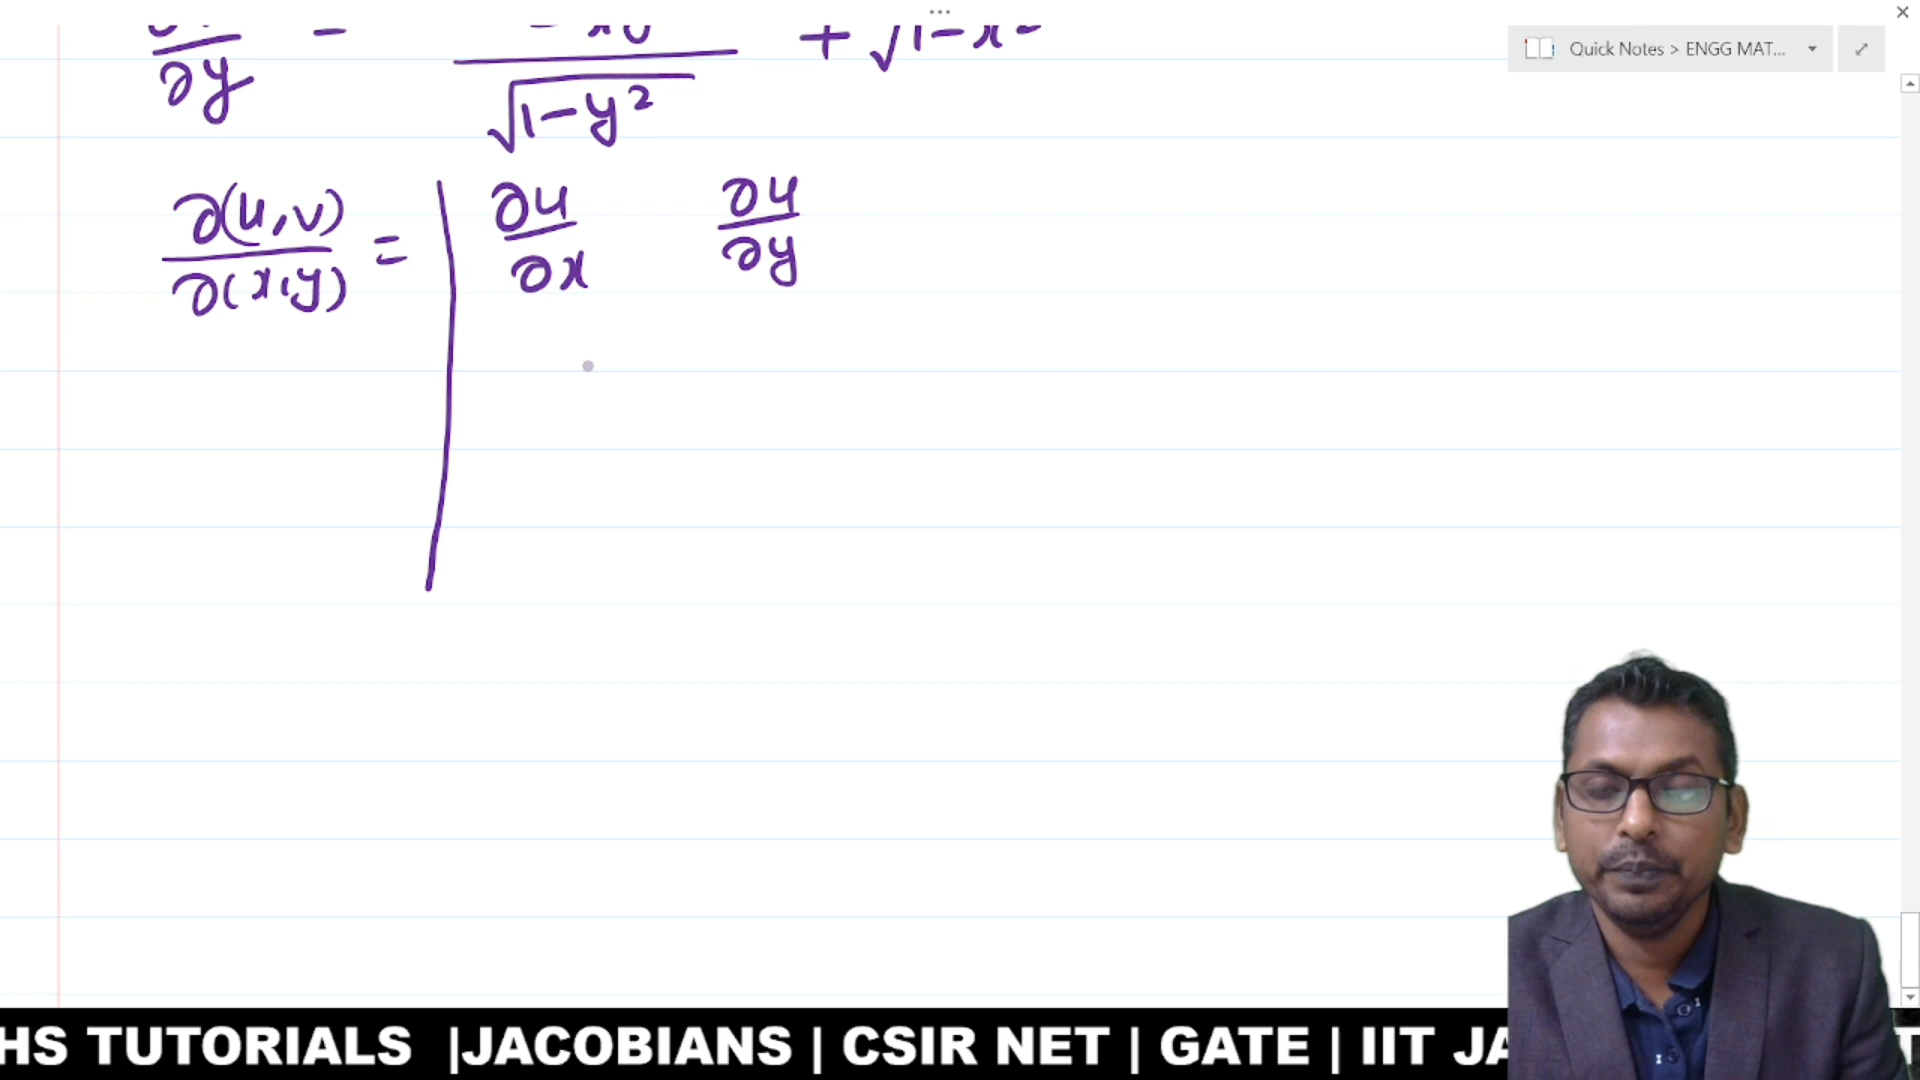 Quick Notes > ENGG MAT...
∂y = √1-y² + √1-x²
∂(u,v) / ∂(x,y) = | ∂u/∂x ∂u/∂y
HS TUTORIALS |JACOBIANS | CSIR NET | GATE | IIT JA